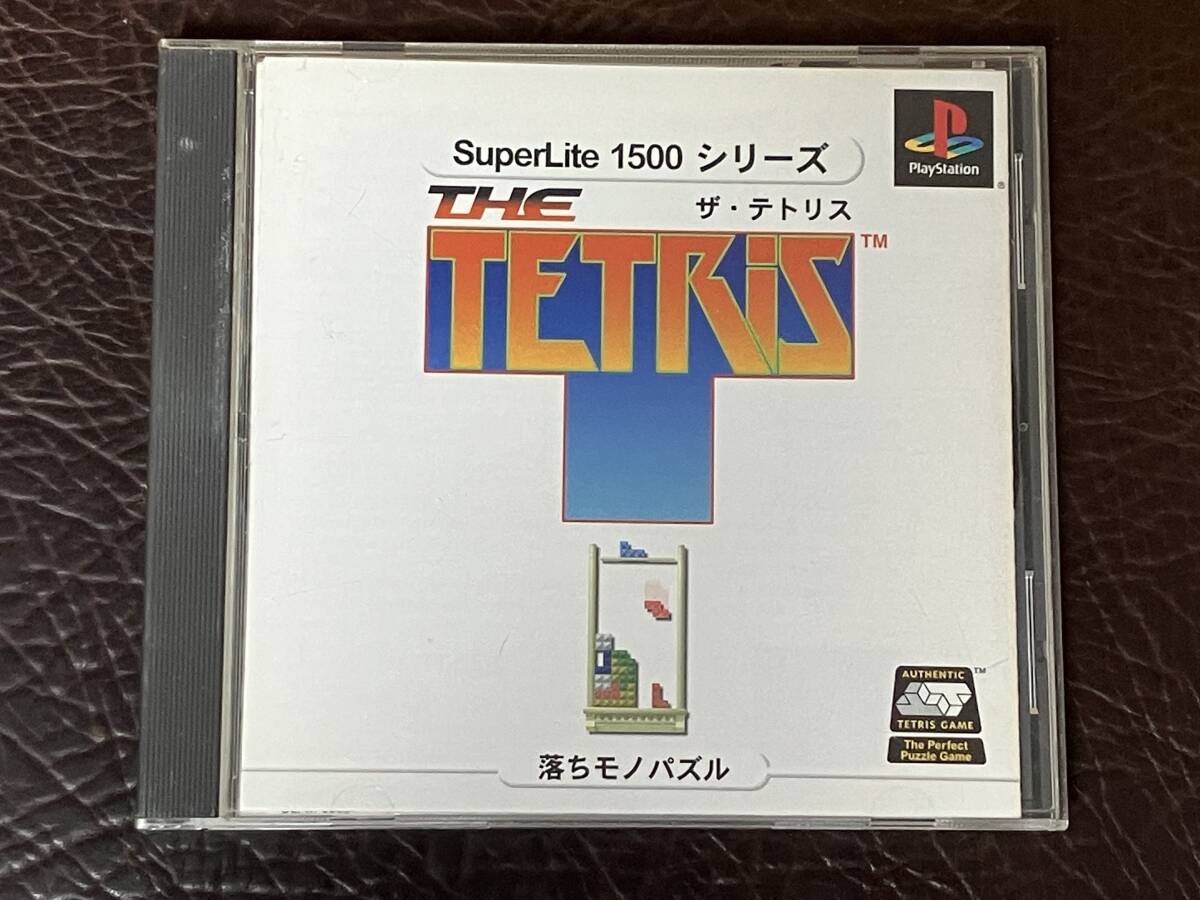 PlayStation
®
SuperLite 1500 シリーズ
THE
ザ・テトリス
TETRiS™
AUTHENTIC ™
TETRIS GAME
The Perfect
Puzzle Game
落ちモノパズル